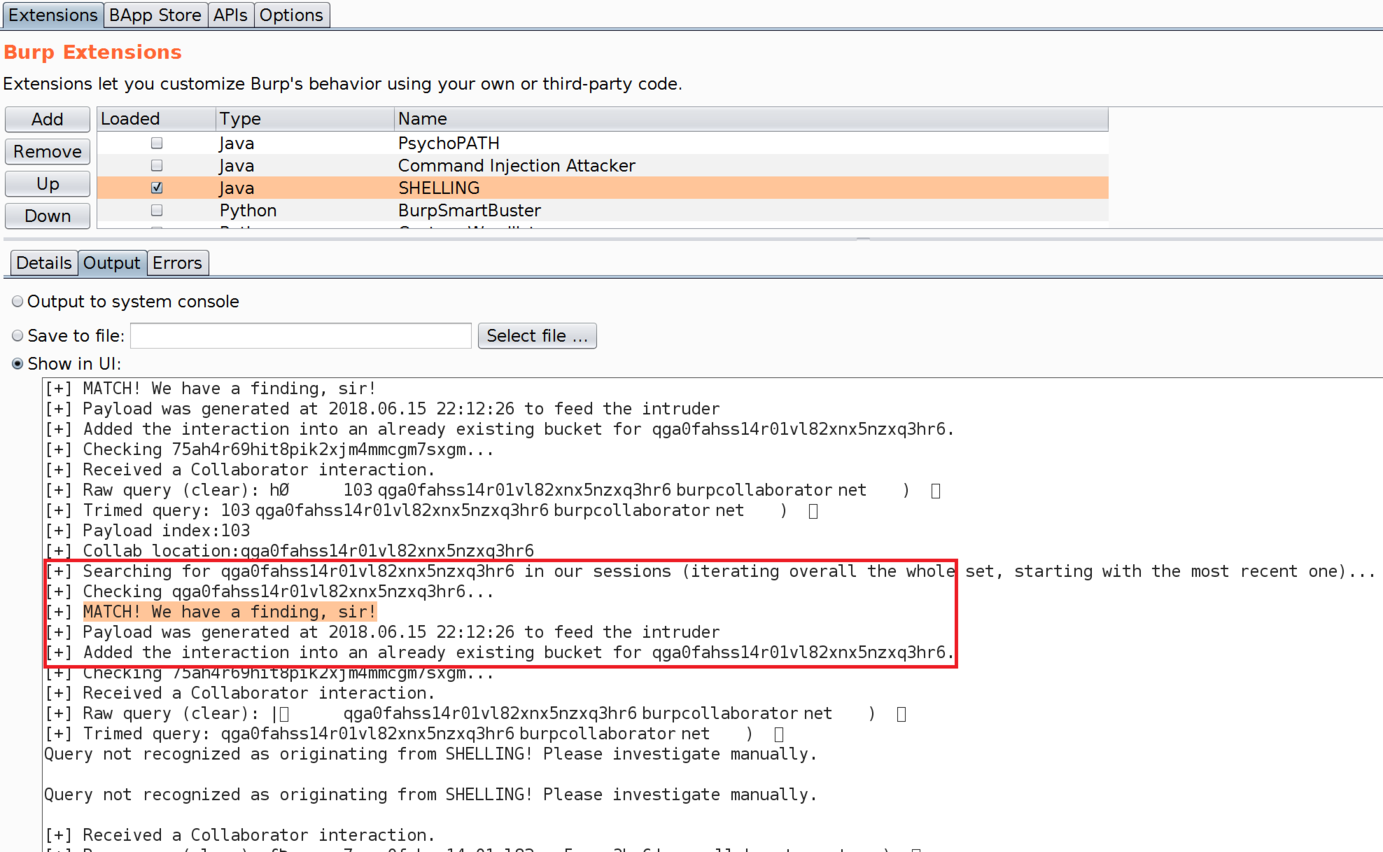 Extensions BApp Store APIs Options
Burp Extensions
Extensions let you customize Burp's behavior using your own or third-party code.
Add Loaded Type Name
Java PsychoPATH
Remove Java Command Injection Attacker
Up Java SHELLING
Down Python BurpSmartBuster
Details Output Errors
Output to system console
Save to file: Select file ...
Show in UI:
[+] MATCH! We have a finding, sir!
[+] Payload was generated at 2018.06.15 22:12:26 to feed the intruder
[+] Added the interaction into an already existing bucket for qga0fahss14r01vl82xnx5nzxq3hr6.
[+] Checking 75ah4r69hit8pik2xjm4mmcgm7sxgm...
[+] Received a Collaborator interaction.
[+] Raw query (clear): hØ 103 qga0fahss14r01vl82xnx5nzxq3hr6 burpcollaborator net ) 
[+] Trimed query: 103 qga0fahss14r01vl82xnx5nzxq3hr6 burpcollaborator net ) 
[+] Payload index:103
[+] Collab location:qga0fahss14r01vl82xnx5nzxq3hr6
[+] Searching for qga0fahss14r01vl82xnx5nzxq3hr6 in our sessions (iterating overall the whole set, starting with the most recent one)...
[+] Checking qga0fahss14r01vl82xnx5nzxq3hr6...
[+] MATCH! We have a finding, sir!
[+] Payload was generated at 2018.06.15 22:12:26 to feed the intruder
[+] Added the interaction into an already existing bucket for qga0fahss14r01vl82xnx5nzxq3hr6.
[+] Checking 75ah4r69hit8pik2xjm4mmcgm7sxgm...
[+] Received a Collaborator interaction.
[+] Raw query (clear): | qga0fahss14r01vl82xnx5nzxq3hr6 burpcollaborator net ) 
[+] Trimed query: qga0fahss14r01vl82xnx5nzxq3hr6 burpcollaborator net ) 
Query not recognized as originating from SHELLING! Please investigate manually.
Query not recognized as originating from SHELLING! Please investigate manually.
[+] Received a Collaborator interaction.